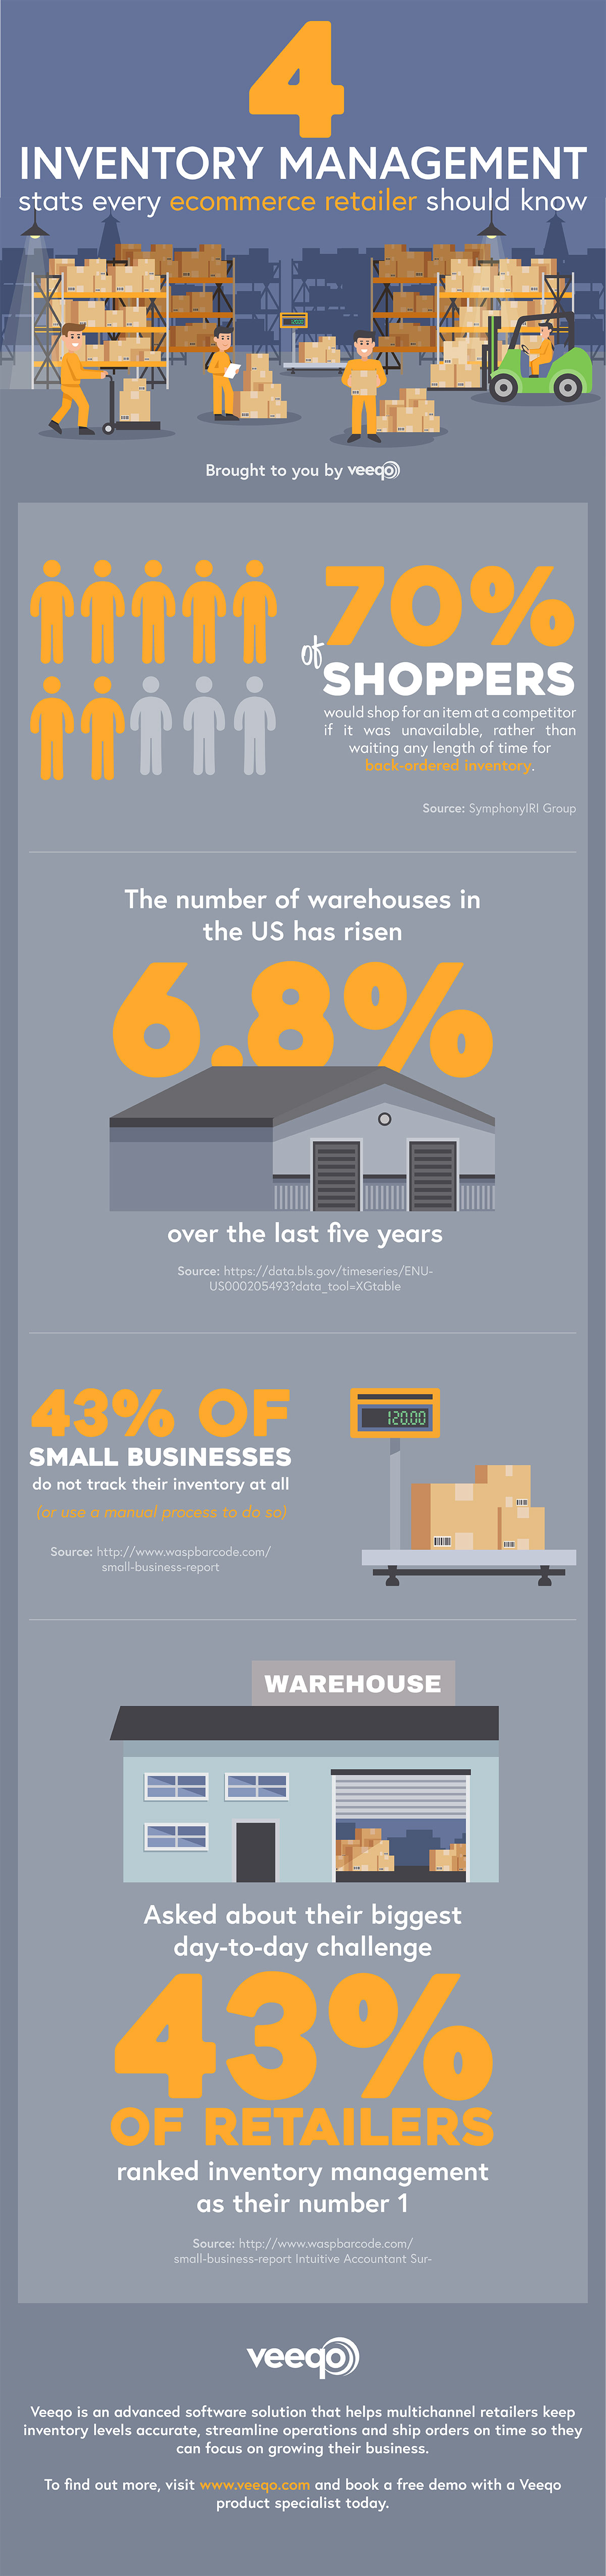 4
INVENTORY MANAGEMENT
stats every ecommerce retailer should know
Brought to you by veeqo
70%
of
SHOPPERS
would shop for an item at a competitor
if it was unavailable, rather than
waiting any length of time for
back-ordered inventory.
Source: SymphonyIRI Group
The number of warehouses in
the US has risen
6.8%
over the last five years
Source: https://data.bls.gov/timeseries/ENU-
US000205493?data_tool=XGtable
43% OF
SMALL BUSINESSES
do not track their inventory at all
(or use a manual process to do so)
Source: http://www.waspbarcode.com/
small-business-report
120.00
WAREHOUSE
Asked about their biggest
day-to-day challenge
43%
OF RETAILERS
ranked inventory management
as their number 1
Source: http://www.waspbarcode.com/
small-business-report Intuitive Accountant Sur-
veeqo
Veeqo is an advanced software solution that helps multichannel retailers keep
inventory levels accurate, streamline operations and ship orders on time so they
can focus on growing their business.
To find out more, visit www.veeqo.com and book a free demo with a Veeqo
product specialist today.